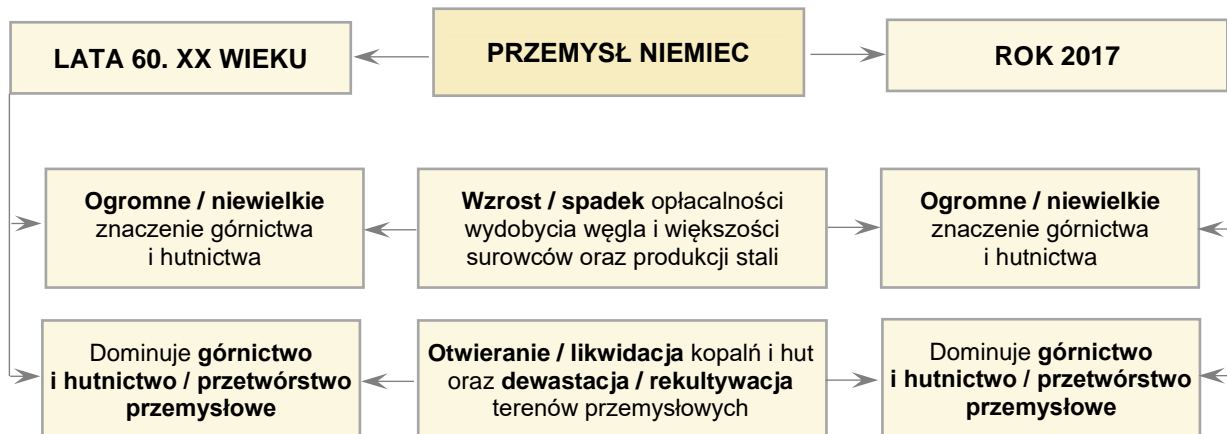 LATA 60. XX WIEKU
PRZEMYSŁ NIEMIEC
ROK 2017
Ogromne / niewielkie
znaczenie górnictwa
i hutnictwa
Wzrost / spadek opłacalności
wydobycia węgla i większości
surowców oraz produkcji stali
Ogromne / niewielkie
znaczenie górnictwa
i hutnictwa
Dominuje górnictwo
i hutnictwo / przetwórstwo
przemysłowe
Otwieranie / likwidacja kopalń i hut
oraz dewastacja / rekultywacja
terenów przemysłowych
Dominuje górnictwo
i hutnictwo / przetwórstwo
przemysłowe